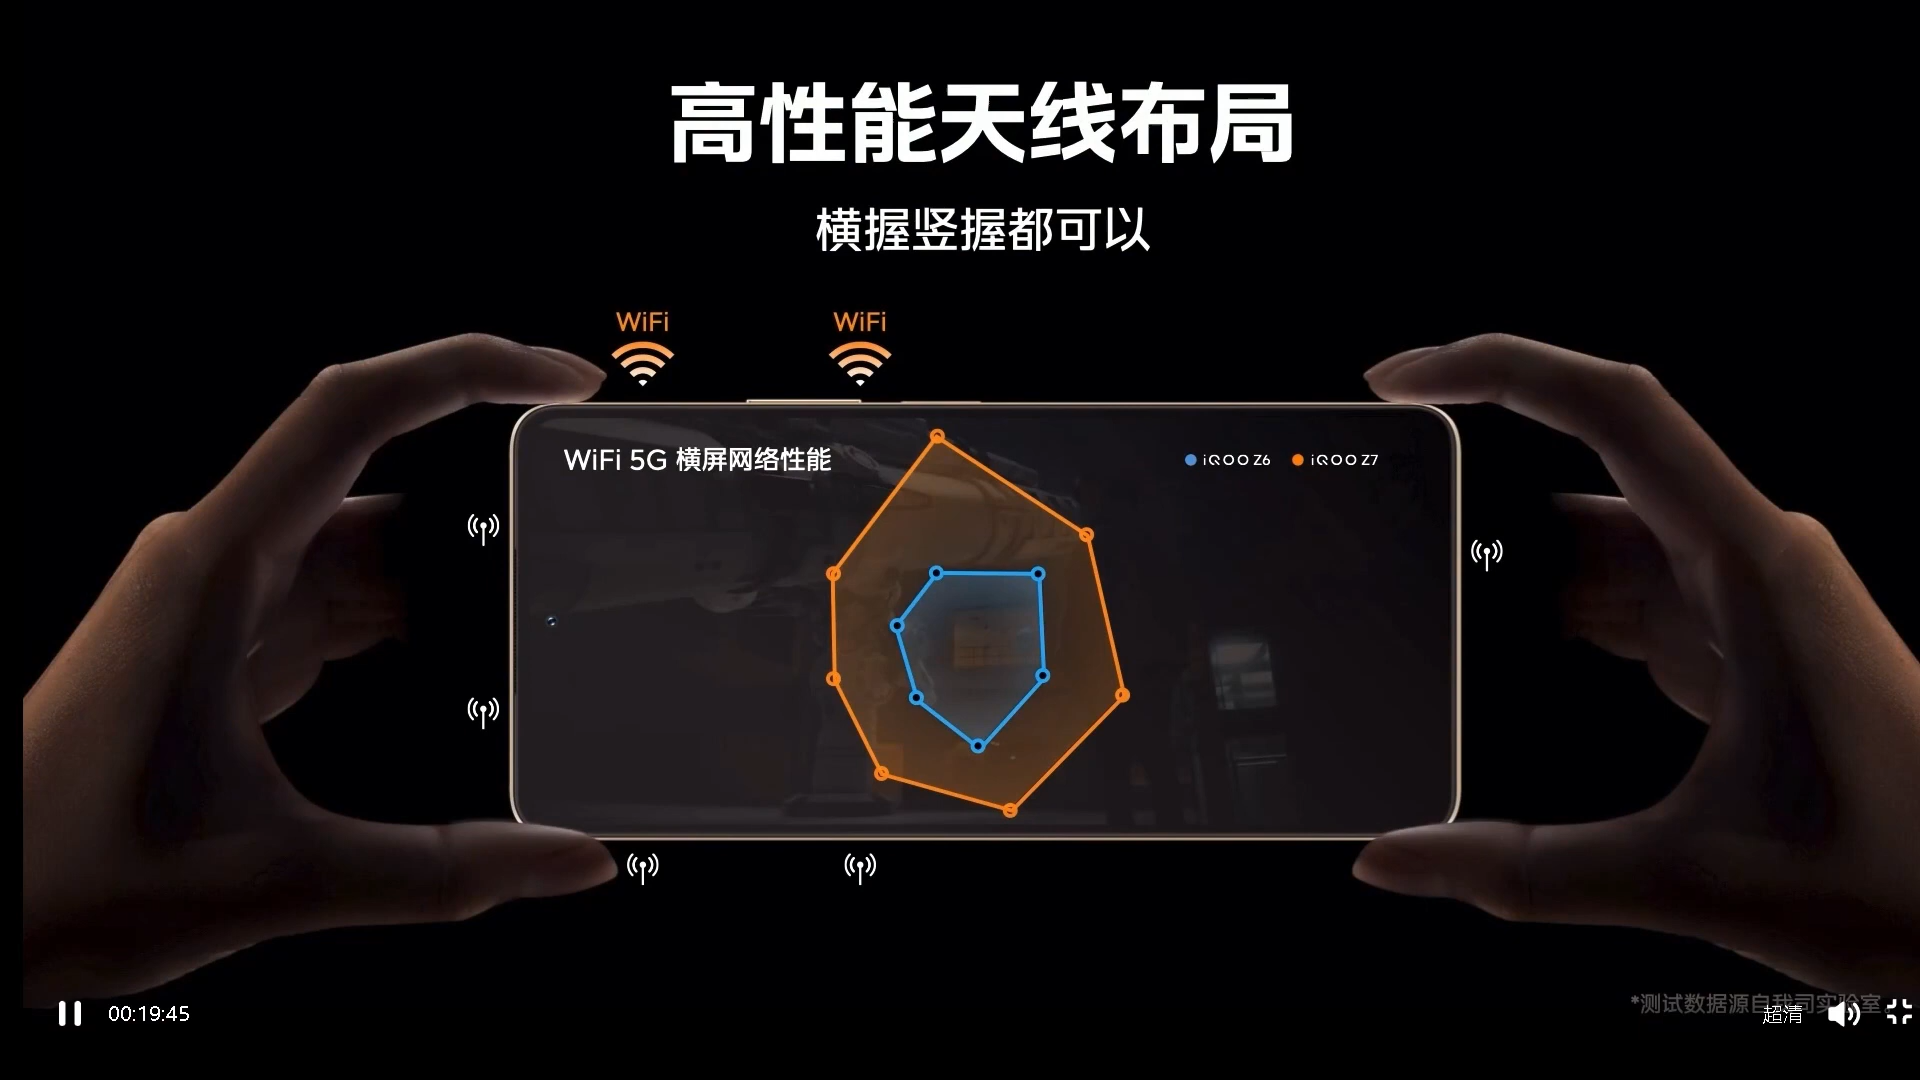 高性能天线布局
横握竖握都可以
WiFi
WiFi
WiFi 5G 横屏网络性能
iQOO Z6
iQOO Z7
*测试数据源自我司实验室。
00:19:45
超清